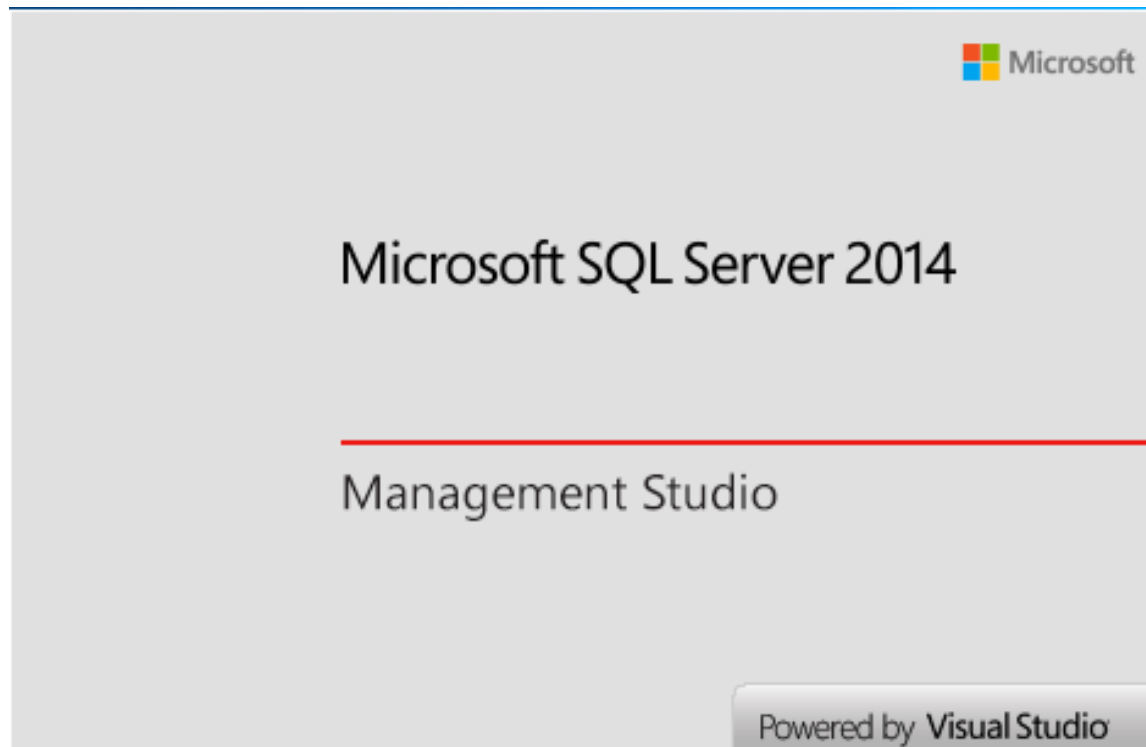 Microsoft
Microsoft SQL Server 2014
Management Studio
Powered by Visual Studio